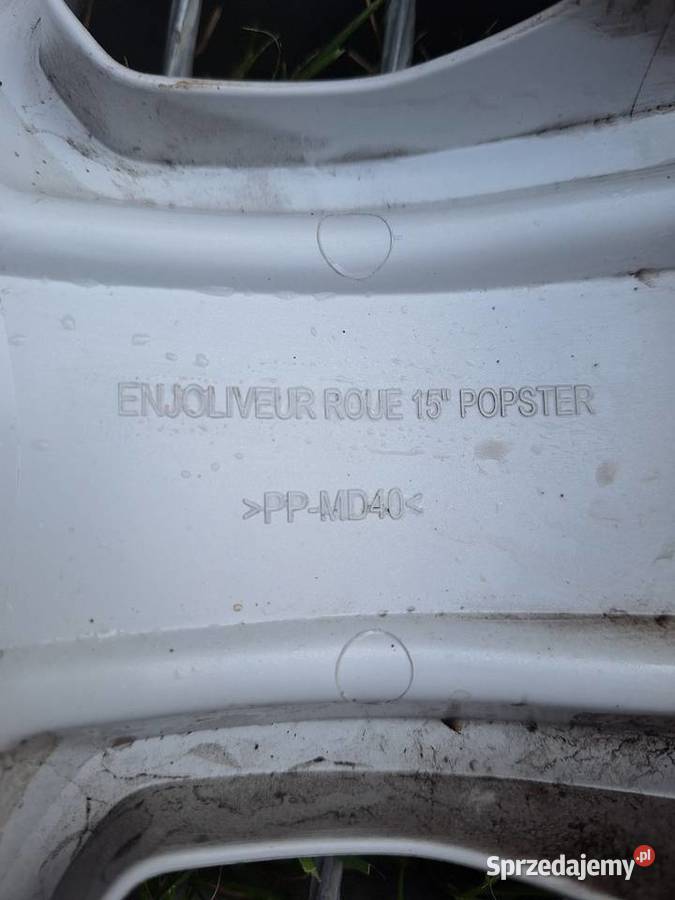 ENJOLIVEUR ROUE 15" POPSTER
>PP-MD40<
Sprzedajemy.pl